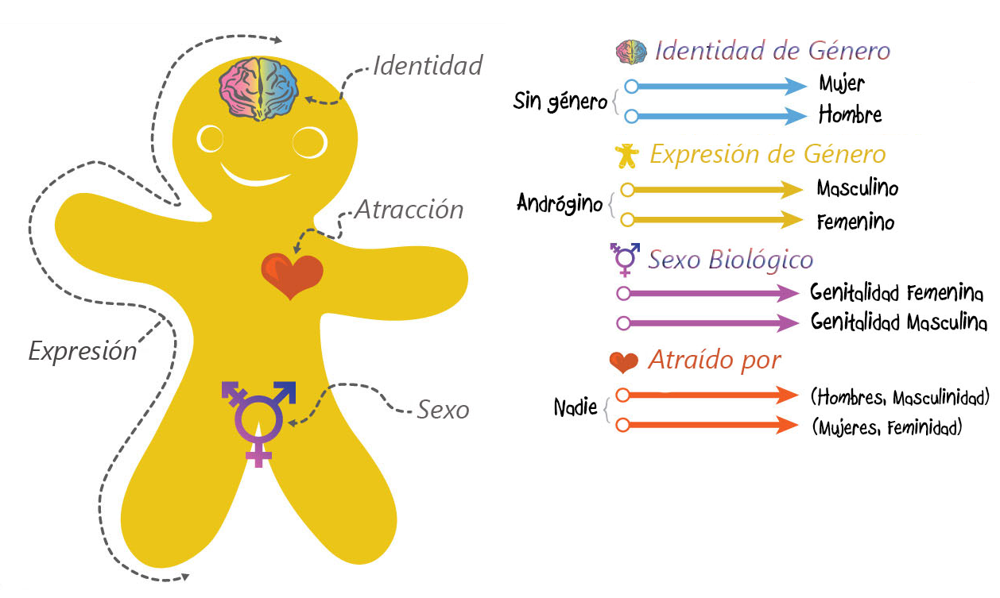 Identidad
Atracción
Expresión
Sexo
Identidad de Género
Sin género
Mujer
Hombre
Expresión de Género
Andrógino
Masculino
Femenino
Sexo Biológico
Genitalidad Femenina
Genitalidad Masculina
Atraído por
Nadie
(Hombres, Masculinidad)
(Mujeres, Feminidad)